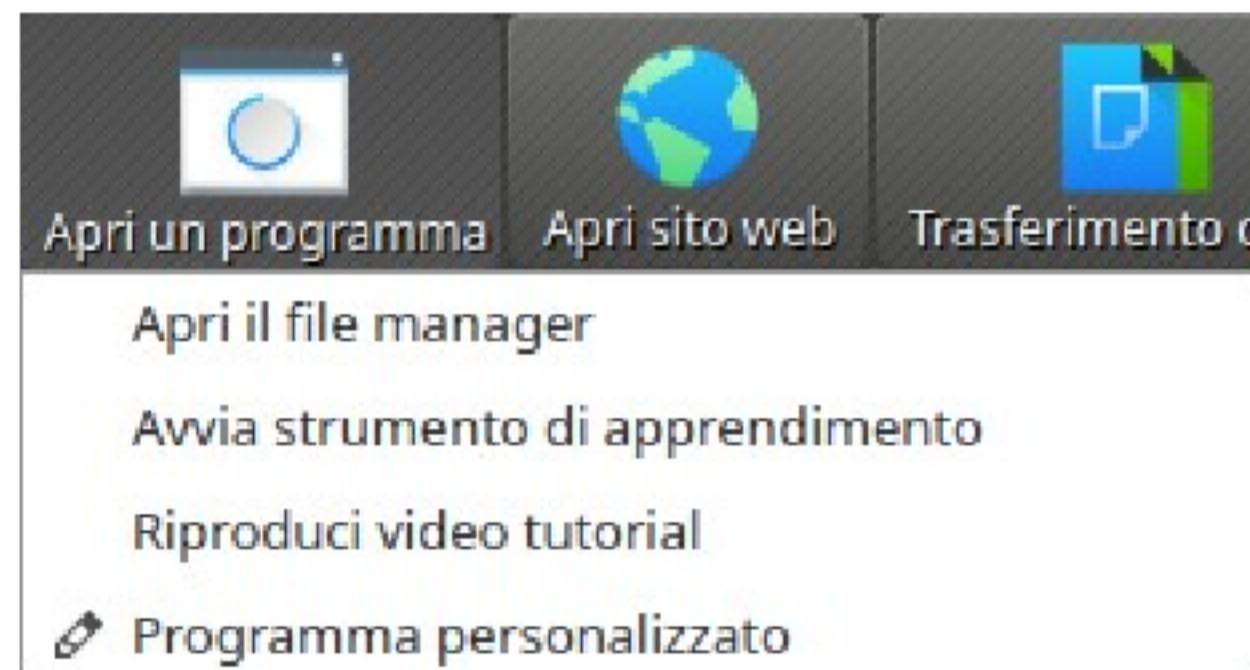 Apri un programma
Apri sito web
Trasferimento
Apri il file manager
Avvia strumento di apprendimento
Riproduci video tutorial
Programma personalizzato